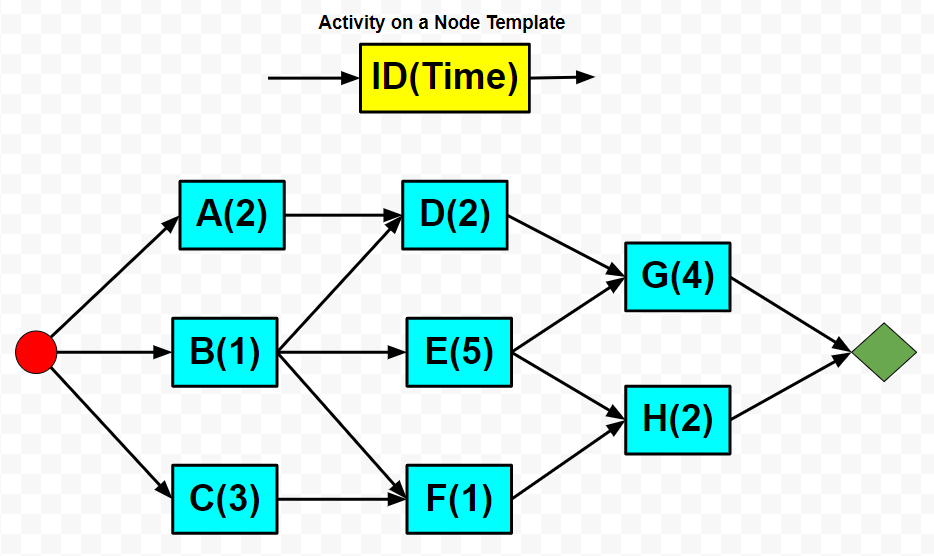 Activity on a Node Template
ID(Time)
A(2)
D(2)
G(4)
B(1)
E(5)
H(2)
C(3)
F(1)